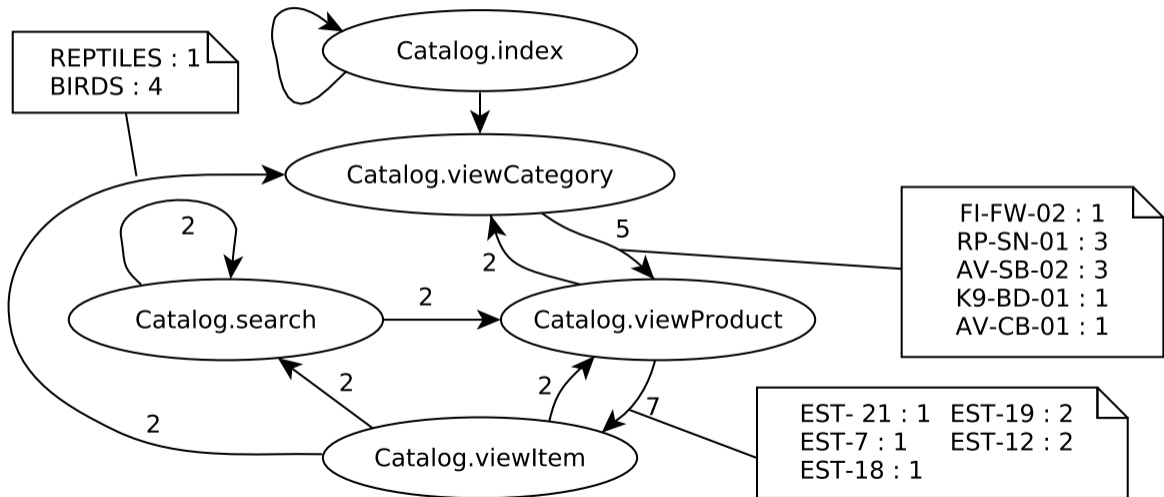 Catalog.index
REPTILES : 1
BIRDS : 4
Catalog.viewCategory
2
5
2
FI-FW-02 : 1
RP-SN-01 : 3
AV-SB-02 : 3
K9-BD-01 : 1
AV-CB-01 : 1
Catalog.search
2
Catalog.viewProduct
2
2
7
2
EST- 21 : 1 EST-19 : 2
EST-7 : 1 EST-12 : 2
EST-18 : 1
Catalog.viewItem